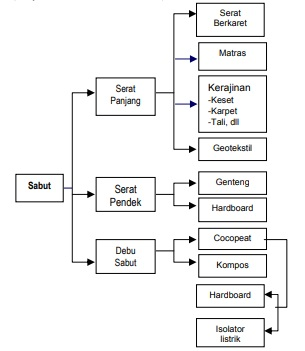 Serat
Berkaret
Matras
Serat
Panjang
Kerajinan
-Keset
-Karpet
-Tali, dll
Geotekstil
Sabut
Serat
Pendek
Genteng
Hardboard
Debu
Sabut
Cocopeat
Kompos
Hardboard
Isolator
listrik